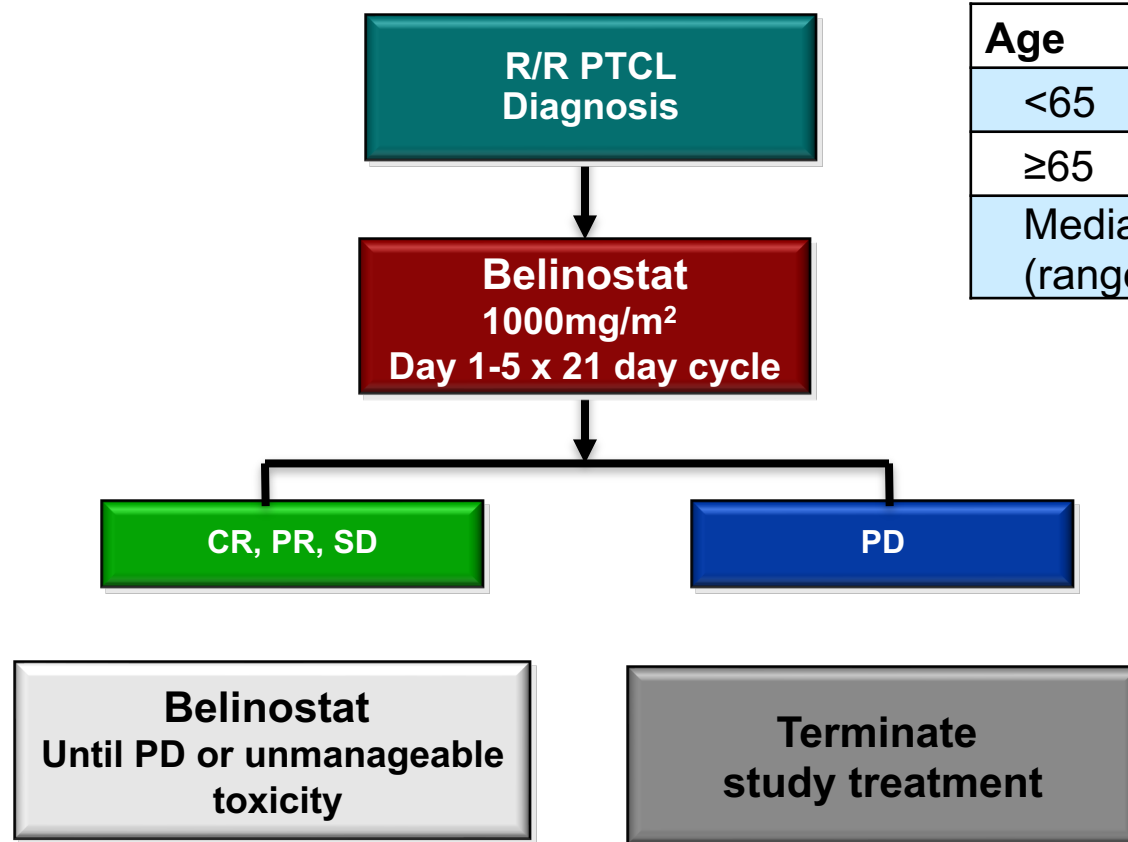 R/R PTCL
Diagnosis
Belinostat
1000mg/m²
Day 1-5 x 21 day cycle
CR, PR, SD
PD
Belinostat
Until PD or unmanageable
toxicity
Terminate
study treatment
Age
<65
≥65